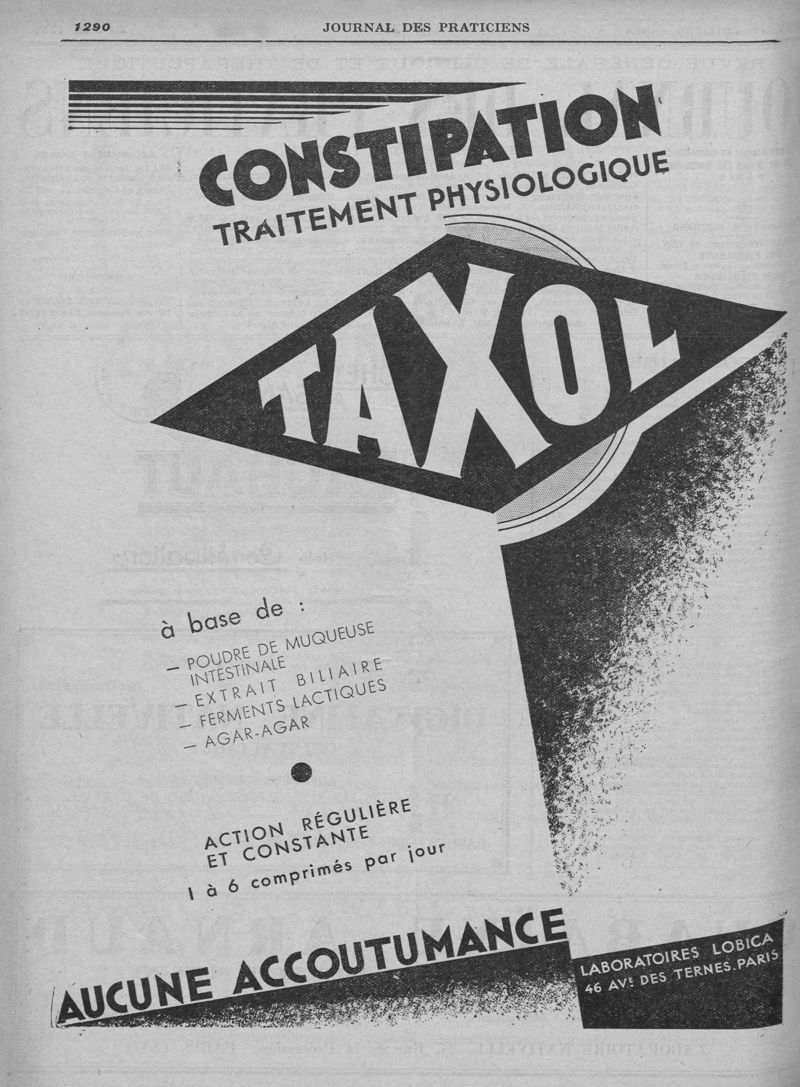 1290
JOURNAL DES PRATICIENS
CONSTIPATION
TRAITEMENT PHYSIOLOGIQUE
TAXOL
à base de :
— POUDRE DE MUQUEUSE
INTESTINALE
— EXTRAIT BILIAIRE
— FERMENTS LACTIQUES
— AGAR-AGAR
ACTION RÉGULIÈRE
ET CONSTANTE
1 à 6 comprimés par jour
AUCUNE ACCOUTUMANCE
LABORATOIRES LOBICA
46 AVᵗ. DES TERNES. PARIS